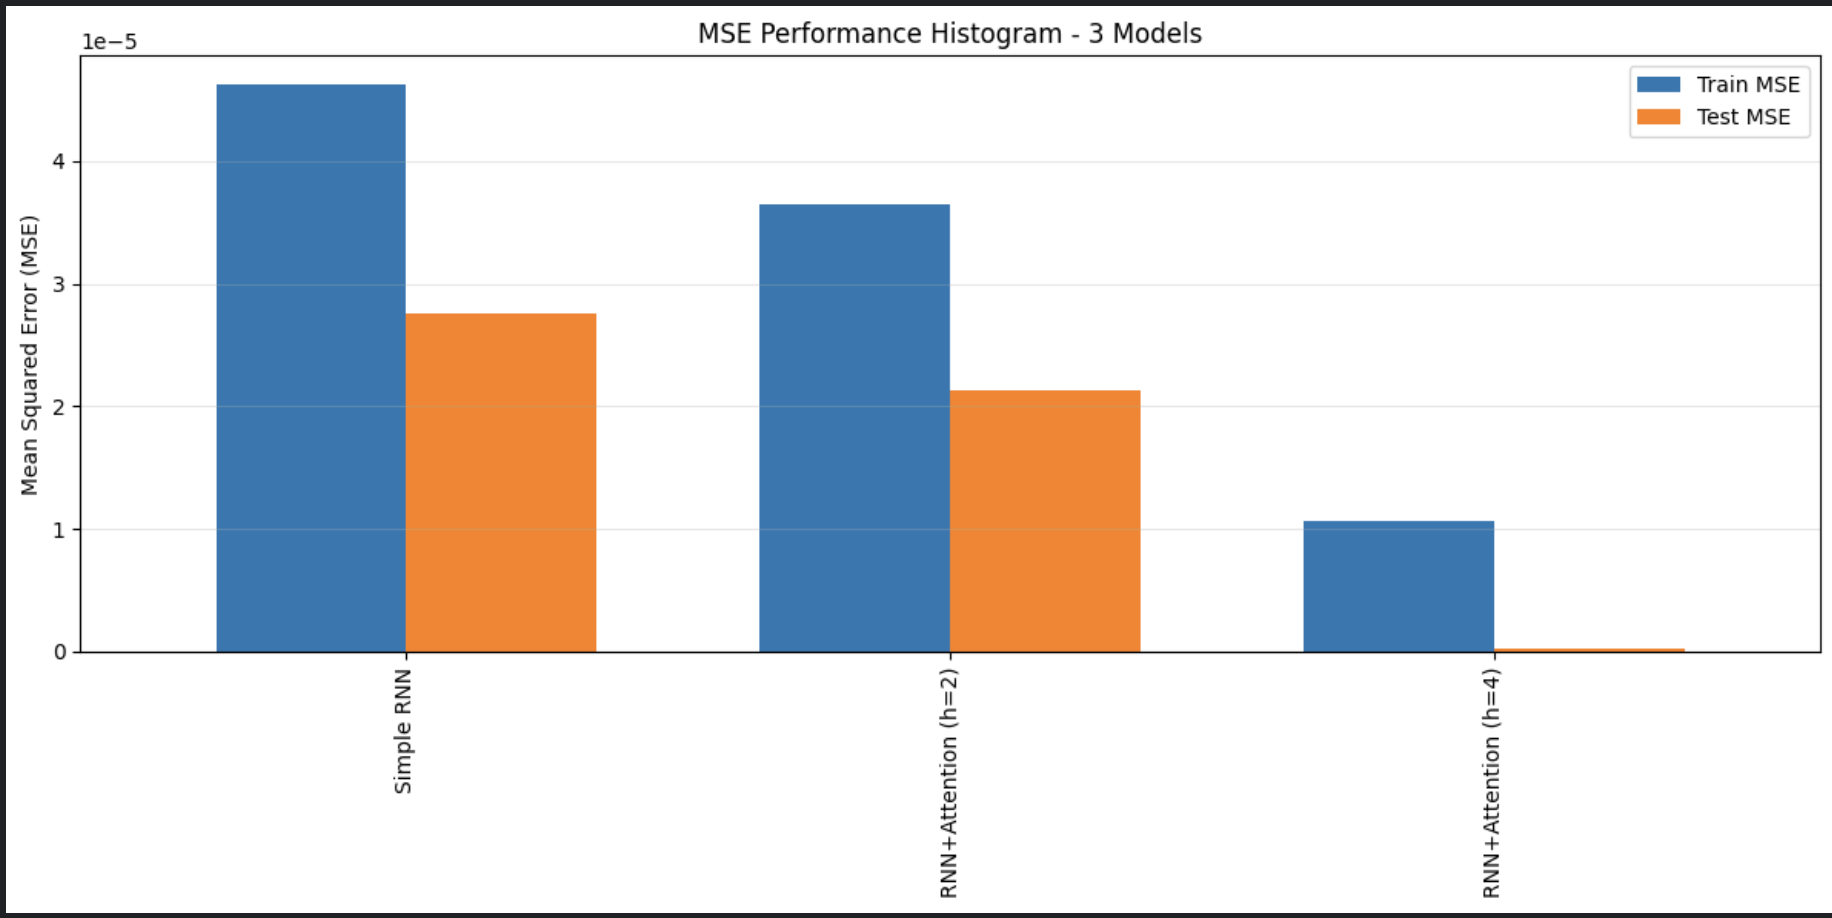 MSE Performance Histogram - 3 Models
1e−5
Train MSE
Test MSE
4
3
2
1
0
Mean Squared Error (MSE)
Simple RNN
RNN+Attention (h=2)
RNN+Attention (h=4)